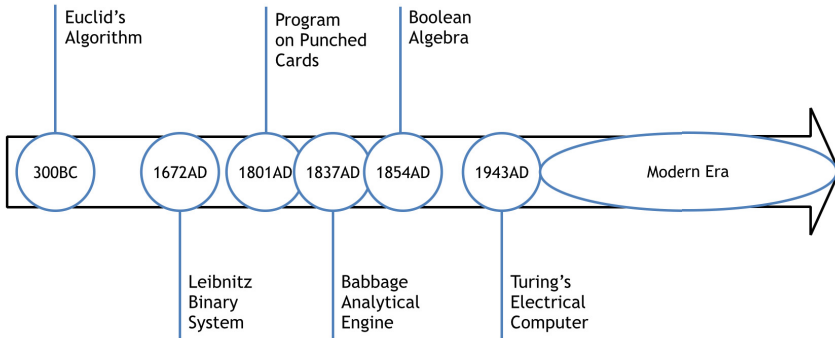 Euclid's
Algorithm
Program
on Punched
Cards
Boolean
Algebra
300BC
1672AD
1801AD
1837AD
1854AD
1943AD
Modern Era
Leibnitz
Binary
System
Babbage
Analytical
Engine
Turing's
Electrical
Computer